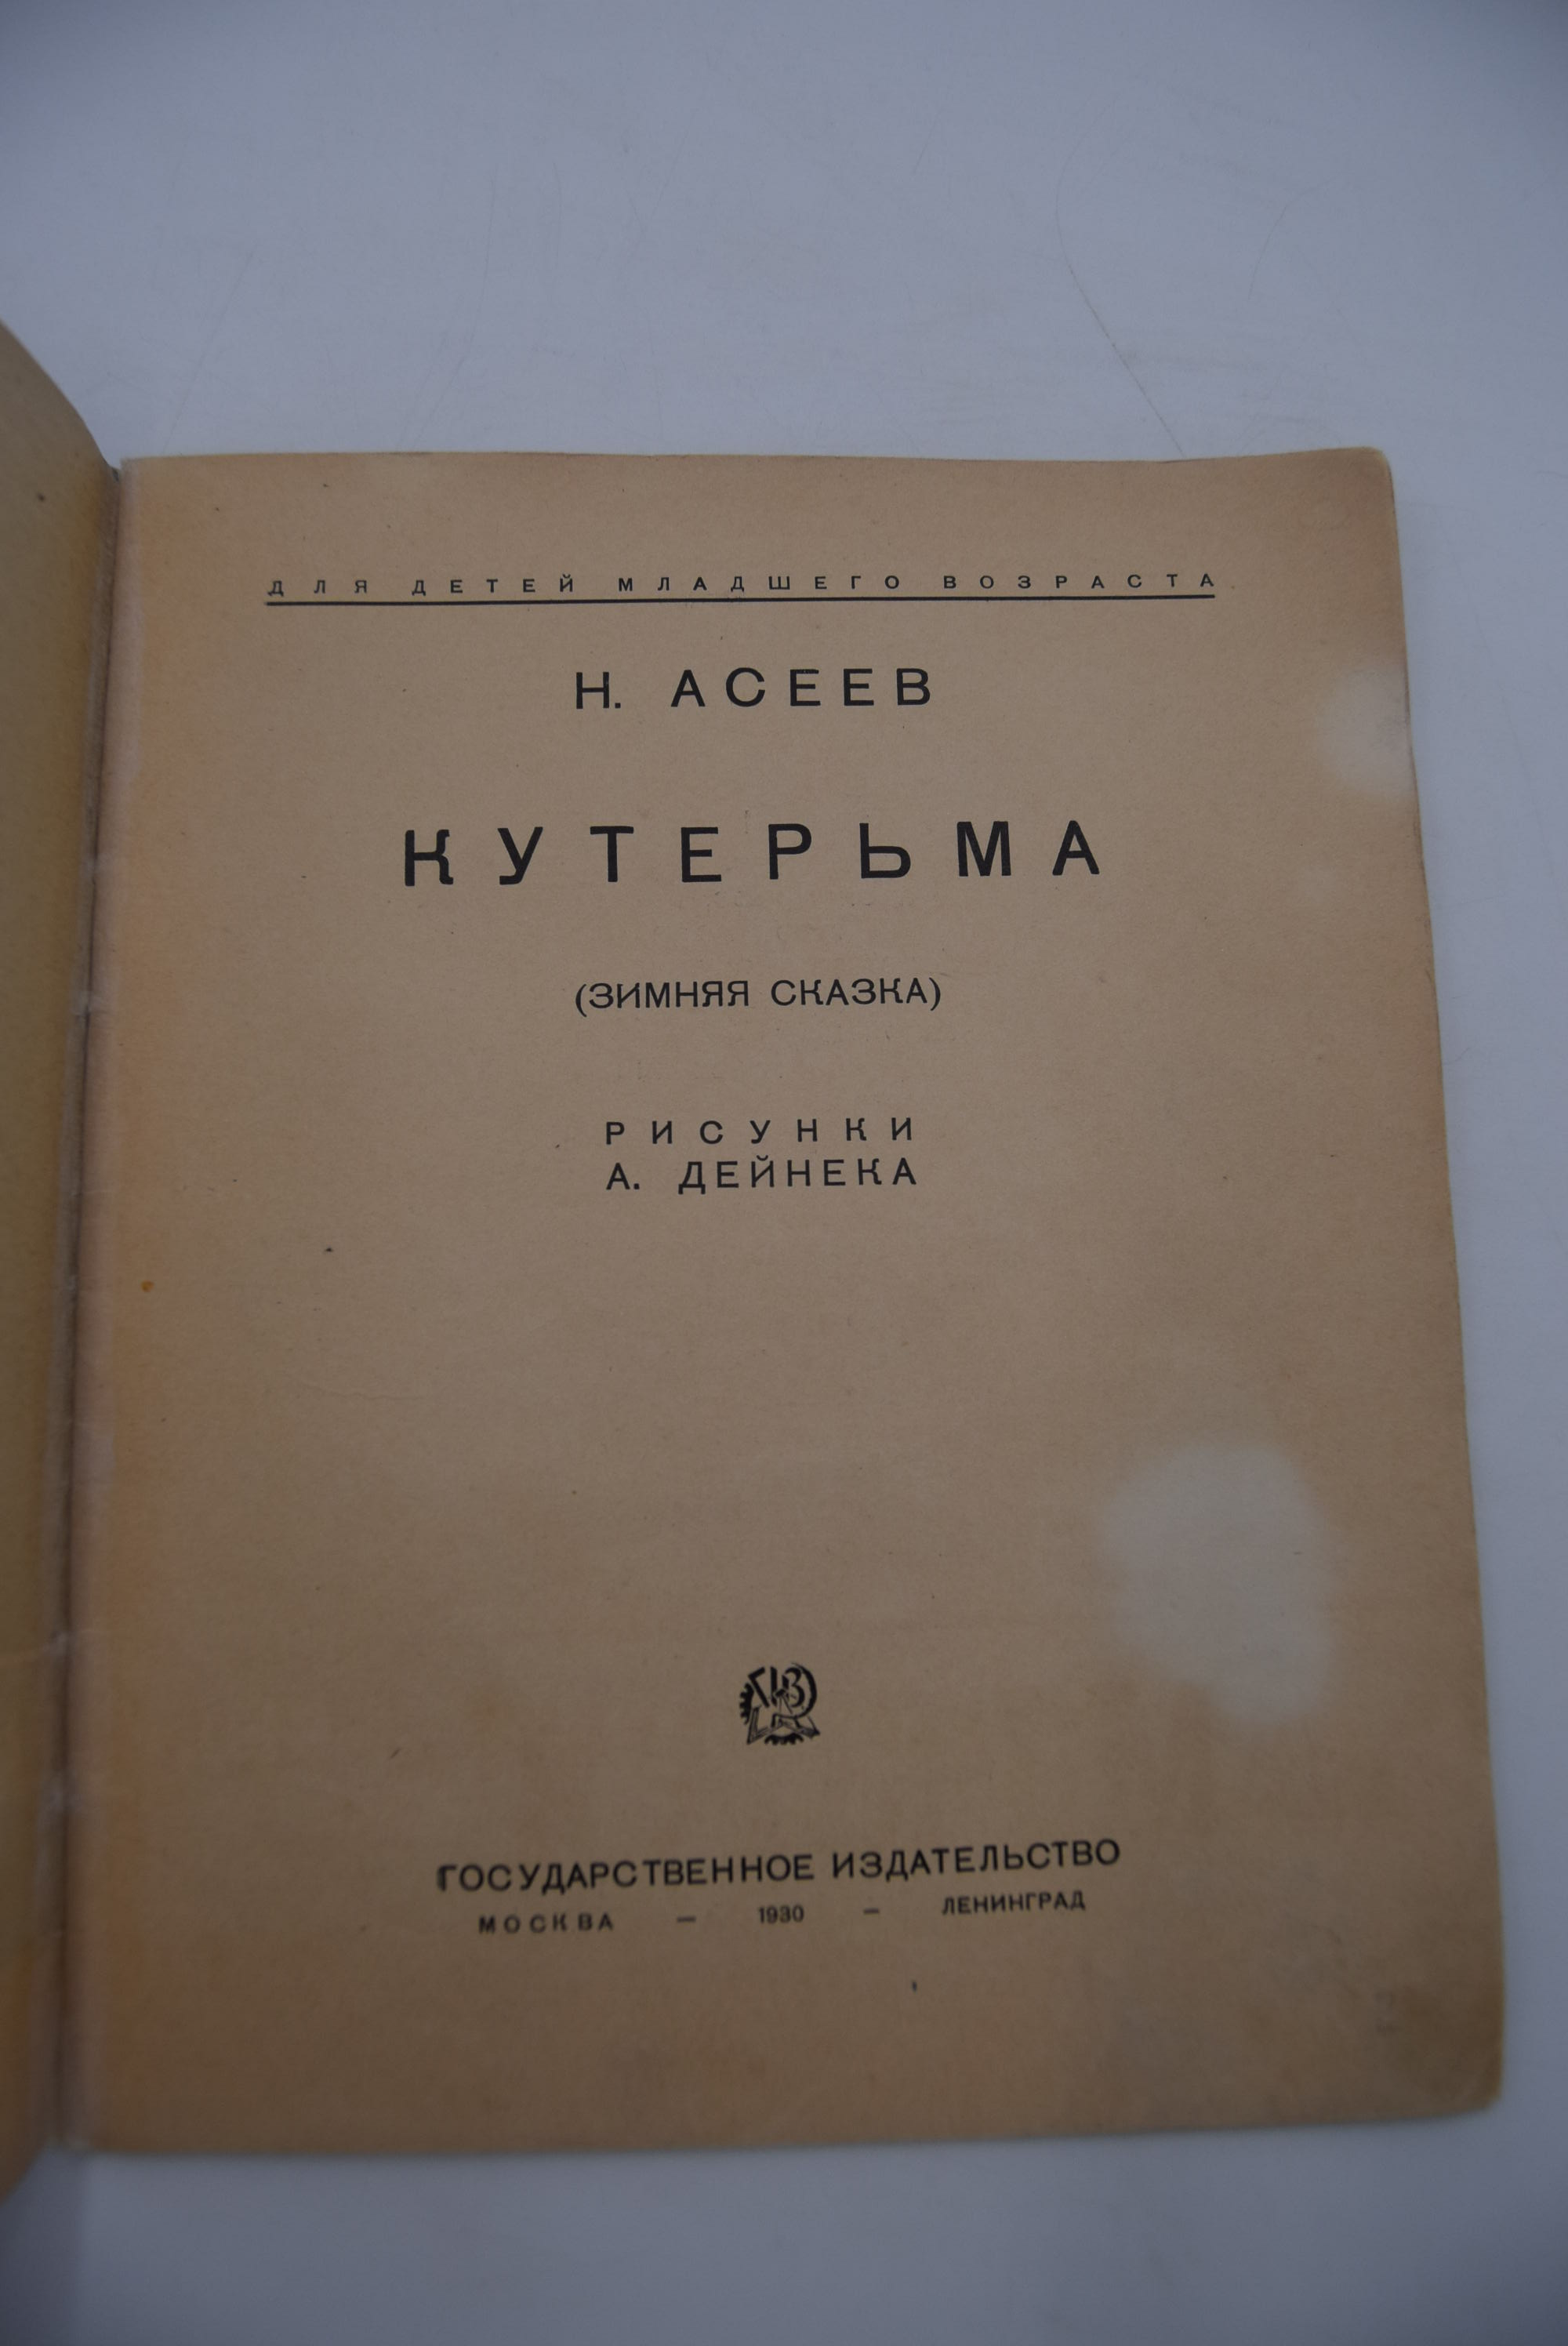 ДЛЯ ДЕТЕЙ МЛАДШЕГО ВОЗРАСТА
Н. АСЕЕВ
КУТЕРЬМА
(ЗИМНЯЯ СКАЗКА)
РИСУНКИ
А. ДЕЙНЕКА
ГИЗ
ГОСУДАРСТВЕННОЕ ИЗДАТЕЛЬСТВО
МОСКВА — 1930 — ЛЕНИНГРАД